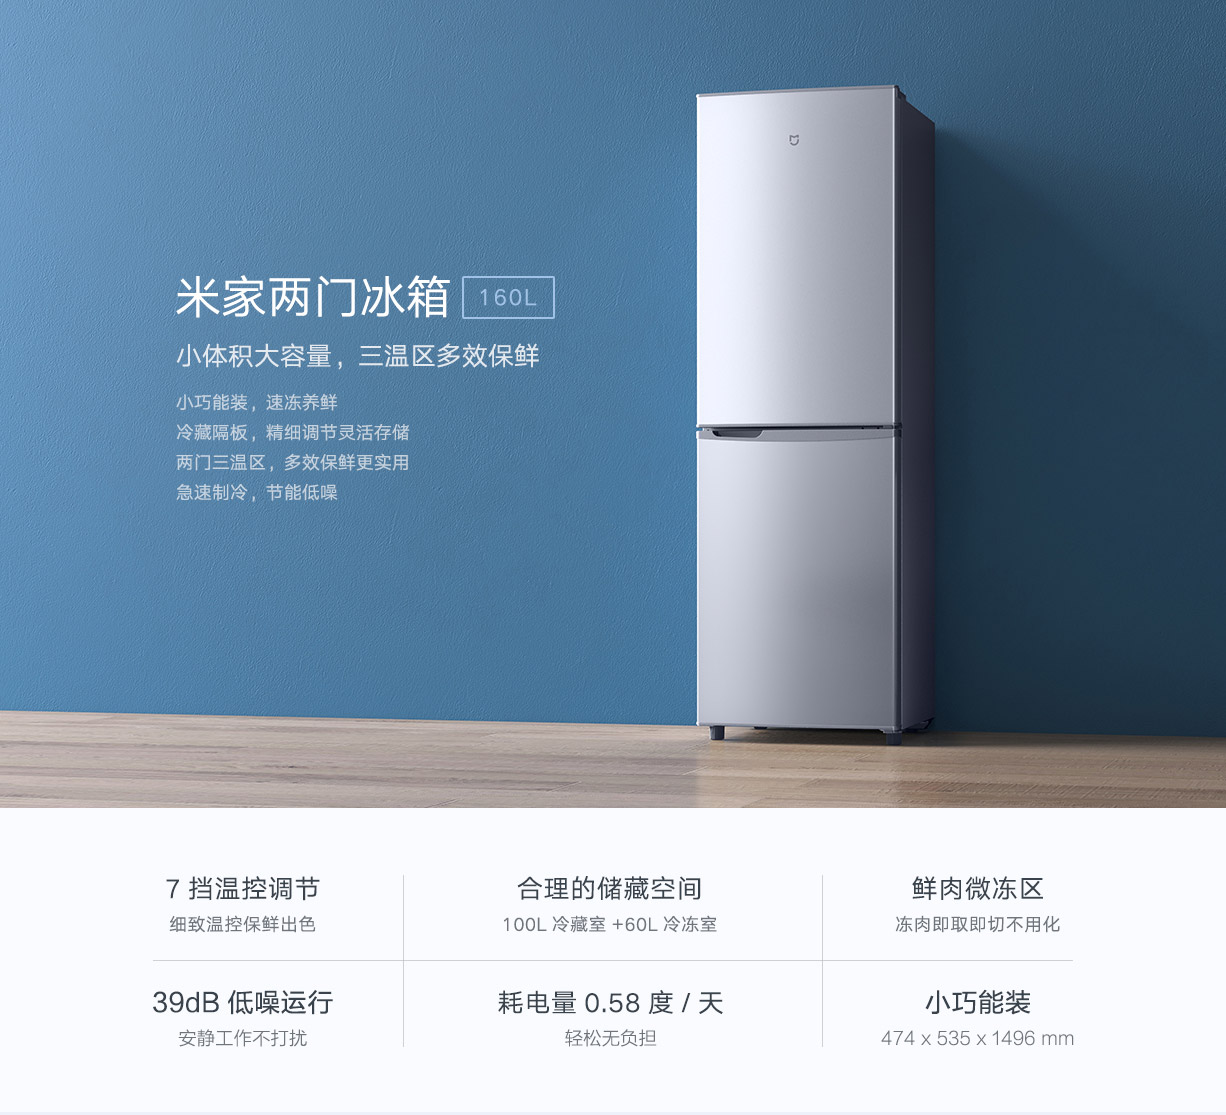 米家两门冰箱 160L
小体积大容量，三温区多效保鲜
小巧能装，速冻养鲜
冷藏隔板，精细调节灵活存储
两门三温区，多效保鲜更实用
急速制冷，节能低噪
7 挡温控调节
细致温控保鲜出色
合理的储藏空间
100L 冷藏室 +60L 冷冻室
鲜肉微冻区
冻肉即取即切不用化
39dB 低噪运行
安静工作不打扰
耗电量 0.58 度 / 天
轻松无负担
小巧能装
474 x 535 x 1496 mm